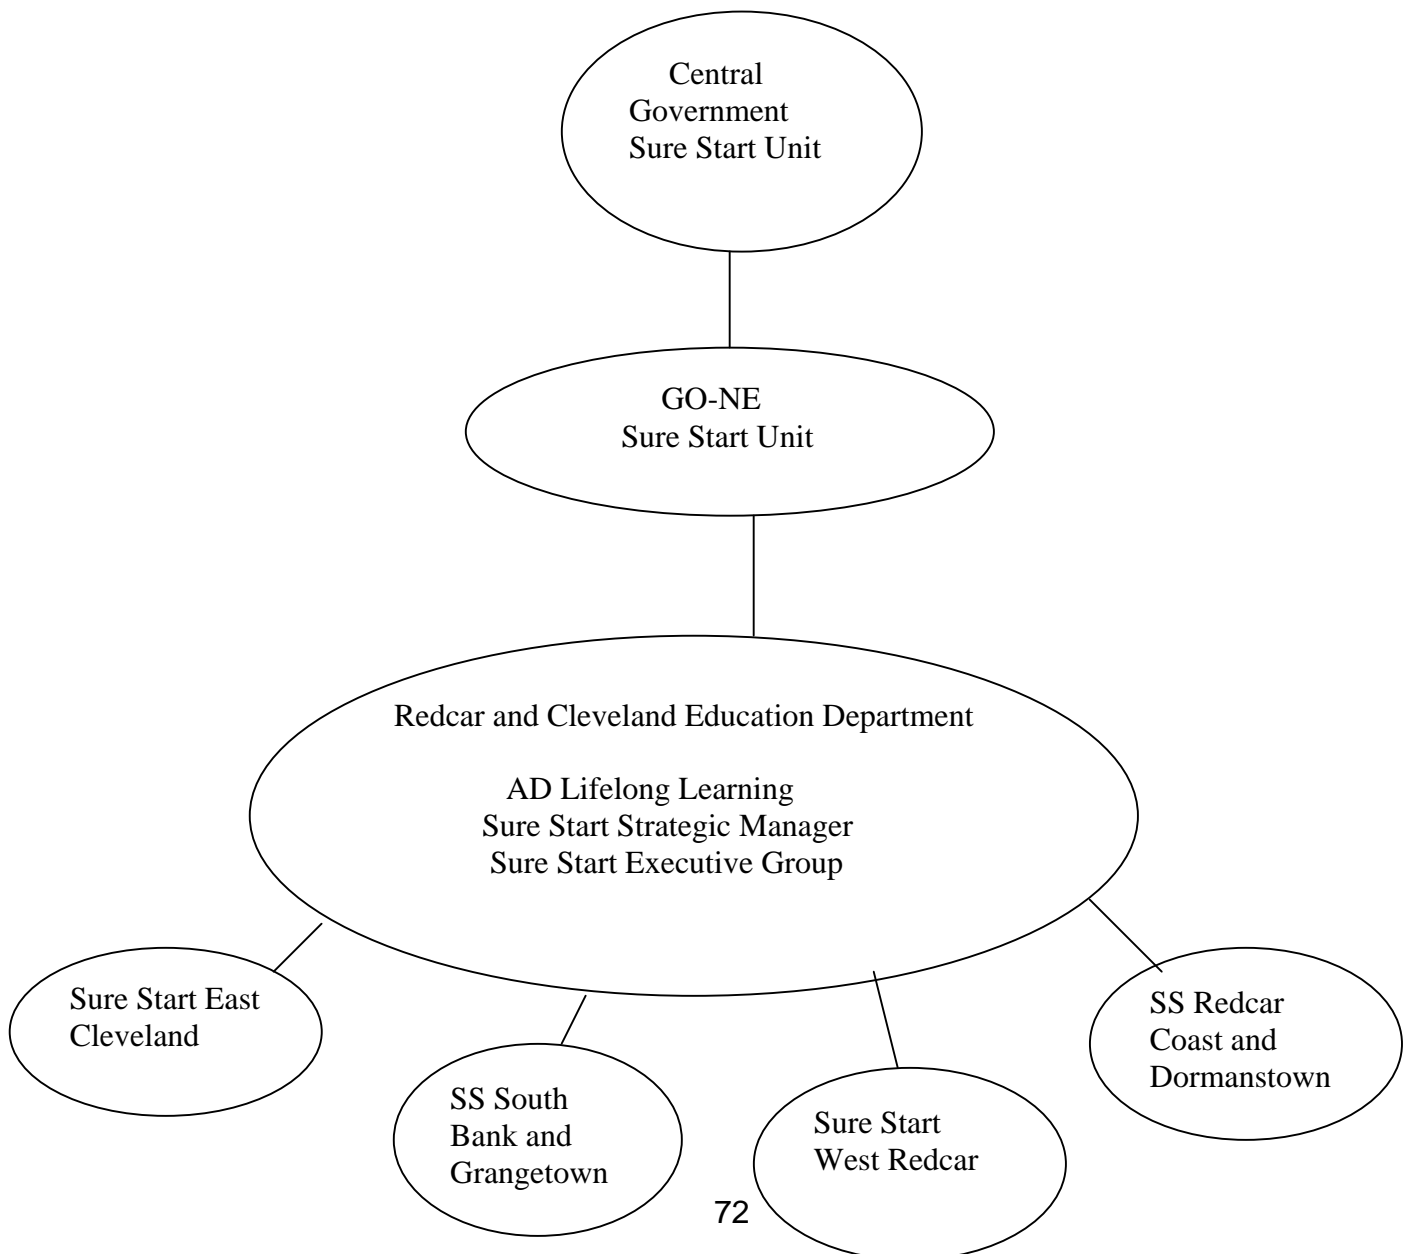 Central
Government
Sure Start Unit
GO-NE
Sure Start Unit
Redcar and Cleveland Education Department
AD Lifelong Learning
Sure Start Strategic Manager
Sure Start Executive Group
Sure Start East
Cleveland
SS South
Bank and
Grangetown
Sure Start
West Redcar
SS Redcar
Coast and
Dormanstown
72